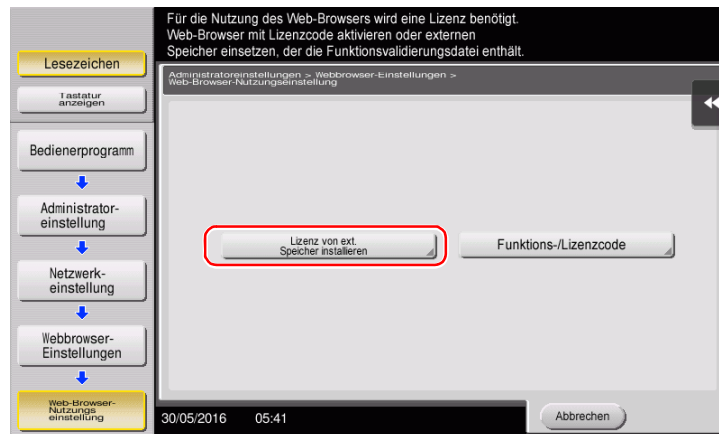 Für die Nutzung des Web-Browsers wird eine Lizenz benötigt.
Web-Browser mit Lizenzcode aktivieren oder externen
Speicher einsetzen, der die Funktionsvalidierungsdatei enthält.
Lesezeichen
Tastatur
anzeigen
Bedienerprogramm
Administrator-
einstellung
Netzwerk-
einstellung
Webbrowser-
Einstellungen
Web-Browser-
Nutzungs
einstellung
Administratoreinstellungen > Webbrowser-Einstellungen >
Web-Browser-Nutzungseinstellung
Lizenz von ext.
Speicher installieren
Funktions-/Lizenzcode
30/05/2016 05:41
Abbrechen